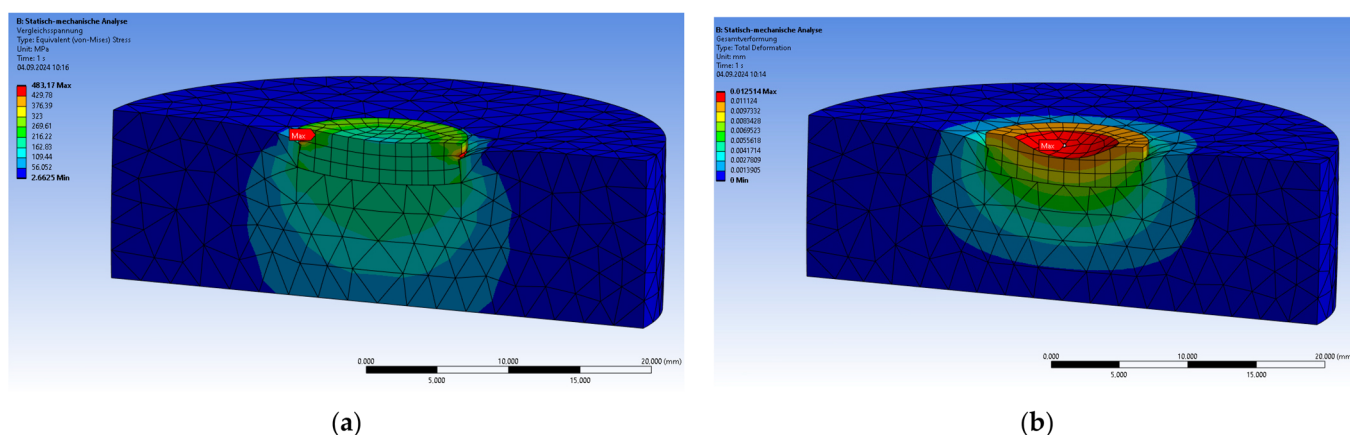 B: Statisch-mechanische Analyse
Vergleichsspannung
Type: Equivalent (von-Mises) Stress
Unit: MPa
Time: 1 s
04.09.2024 10:16
483,17 Max
429,78
376,39
323
269,61
216,22
162,83
109,44
56,052
2,6625 Min
Max
0.000
10.000
20.000 (mm)
5.000
15.000
(a)
B: Statisch-mechanische Analyse
Gesamtverformung
Type: Total Deformation
Unit: mm
Time: 1 s
04.09.2024 10:14
0.012514 Max
0.011124
0.0097332
0.0083428
0.0069523
0.0055618
0.0041714
0.0027809
0.0013905
0 Min
Max
0.000
10.000
20.000 (mm)
5.000
15.000
(b)